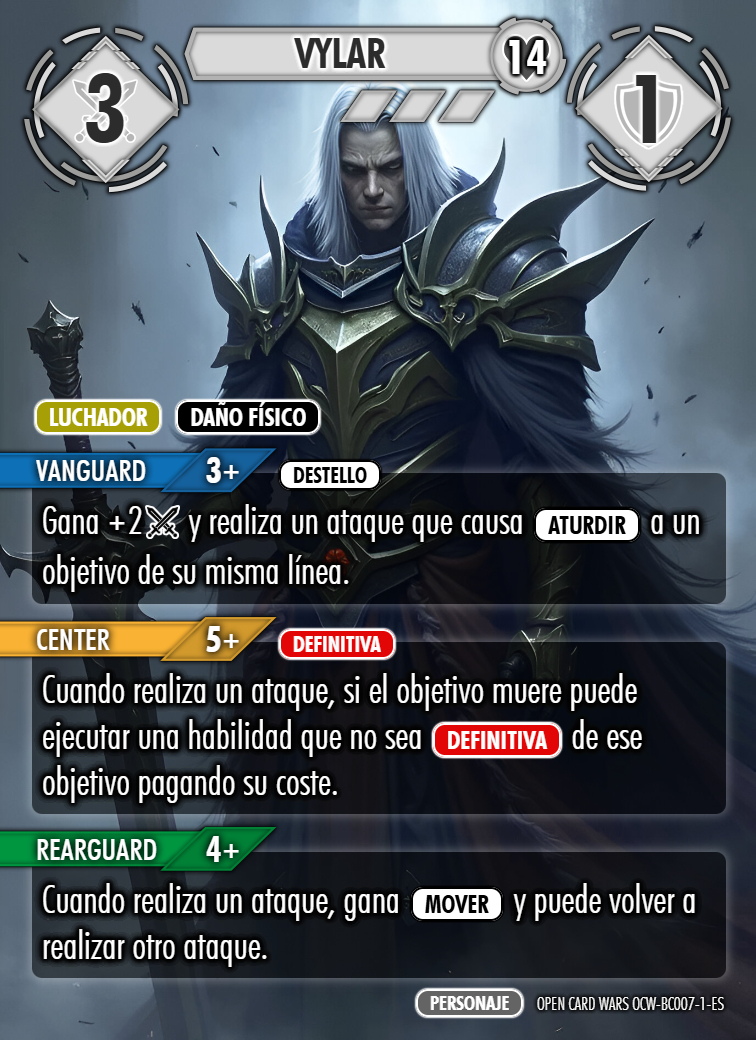 VYLAR
14
3
1
LUCHADOR DAÑO FÍSICO
VANGUARD 3+ DESTELLO
Gana +2 y realiza un ataque que causa ATURDIR a un
objetivo de su misma línea.
CENTER 5+ DEFINITIVA
Cuando realiza un ataque, si el objetivo muere puede
ejecutar una habilidad que no sea DEFINITIVA de ese
objetivo pagando su coste.
REARGUARD 4+
Cuando realiza un ataque, gana MOVER y puede volver a
realizar otro ataque.
PERSONAJE OPEN CARD WARS OCW-BC007-1-ES